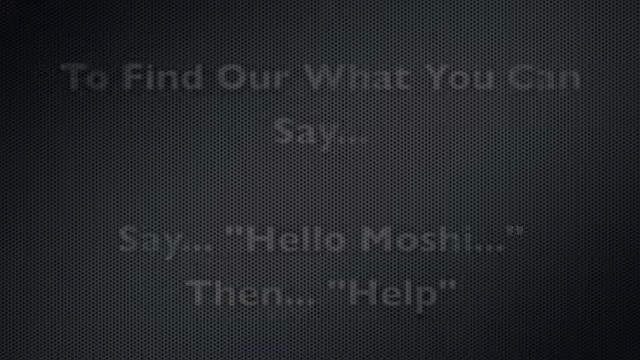 To Find Our What You Can
Say...
Say... "Hello Moshi..."
Then... "Help"